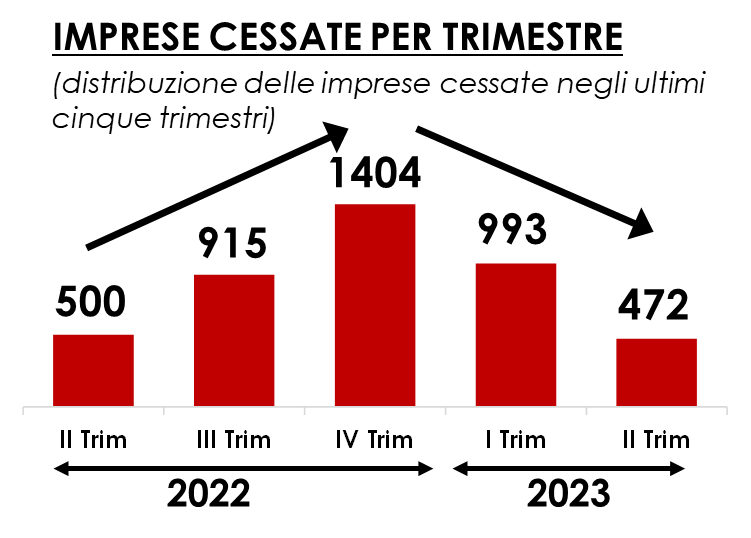 IMPRESE CESSATE PER TRIMESTRE
(distribuzione delle imprese cessate negli ultimi
cinque trimestri)
500
915
1404
993
472
II Trim
III Trim
IV Trim
I Trim
II Trim
2022
2023